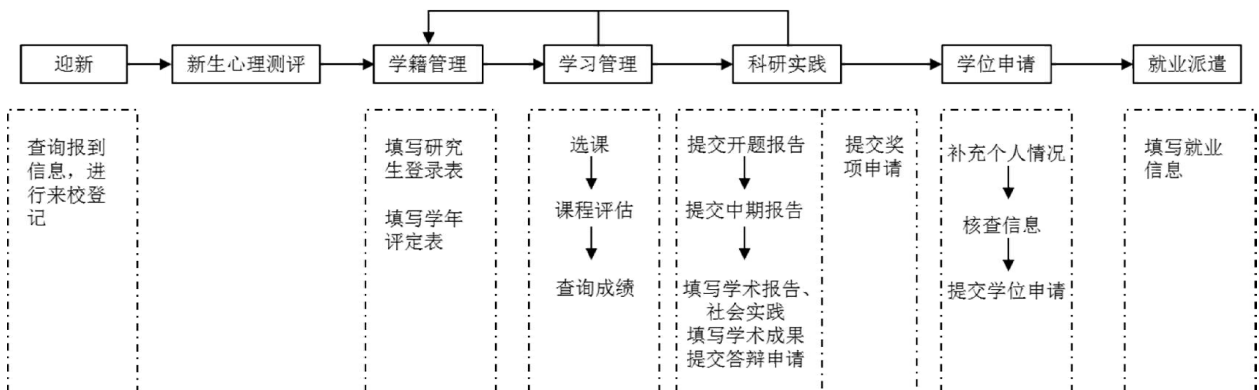 迎新
新生心理测评
学籍管理
学习管理
科研实践
学位申请
就业派遣
查询报到
信息，进
行来校登
记
填写研究
生登录表
填写学年
评定表
选课
课程评估
查询成绩
提交开题报告
提交中期报告
填写学术报告、
社会实践
填写学术成果
提交答辩申请
提交奖
项申请
补充个人情况
核查信息
提交学位申请
填写就业
信息